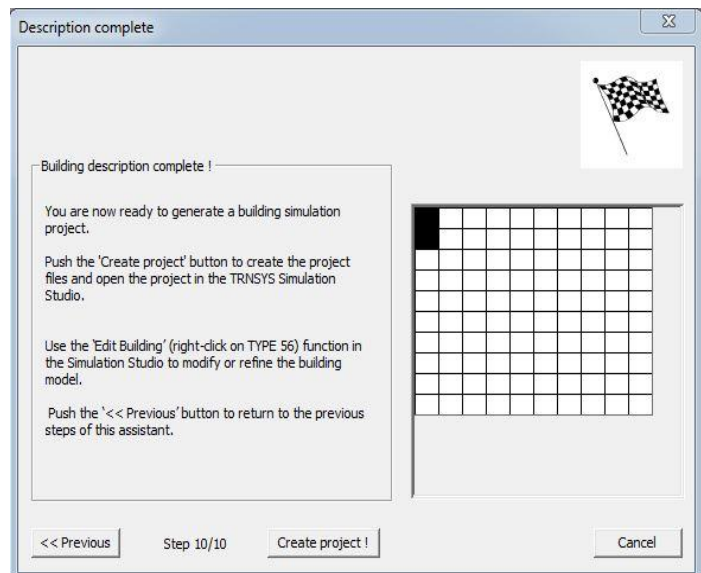 Description complete
Building description complete !
You are now ready to generate a building simulation
project.
Push the 'Create project' button to create the project
files and open the project in the TRNSYS Simulation
Studio.
Use the 'Edit Building' (right-click on TYPE 56) function in
the Simulation Studio to modify or refine the building
model.
Push the '<< Previous' button to return to the previous
steps of this assistant.
<< Previous
Step 10/10
Create project !
Cancel